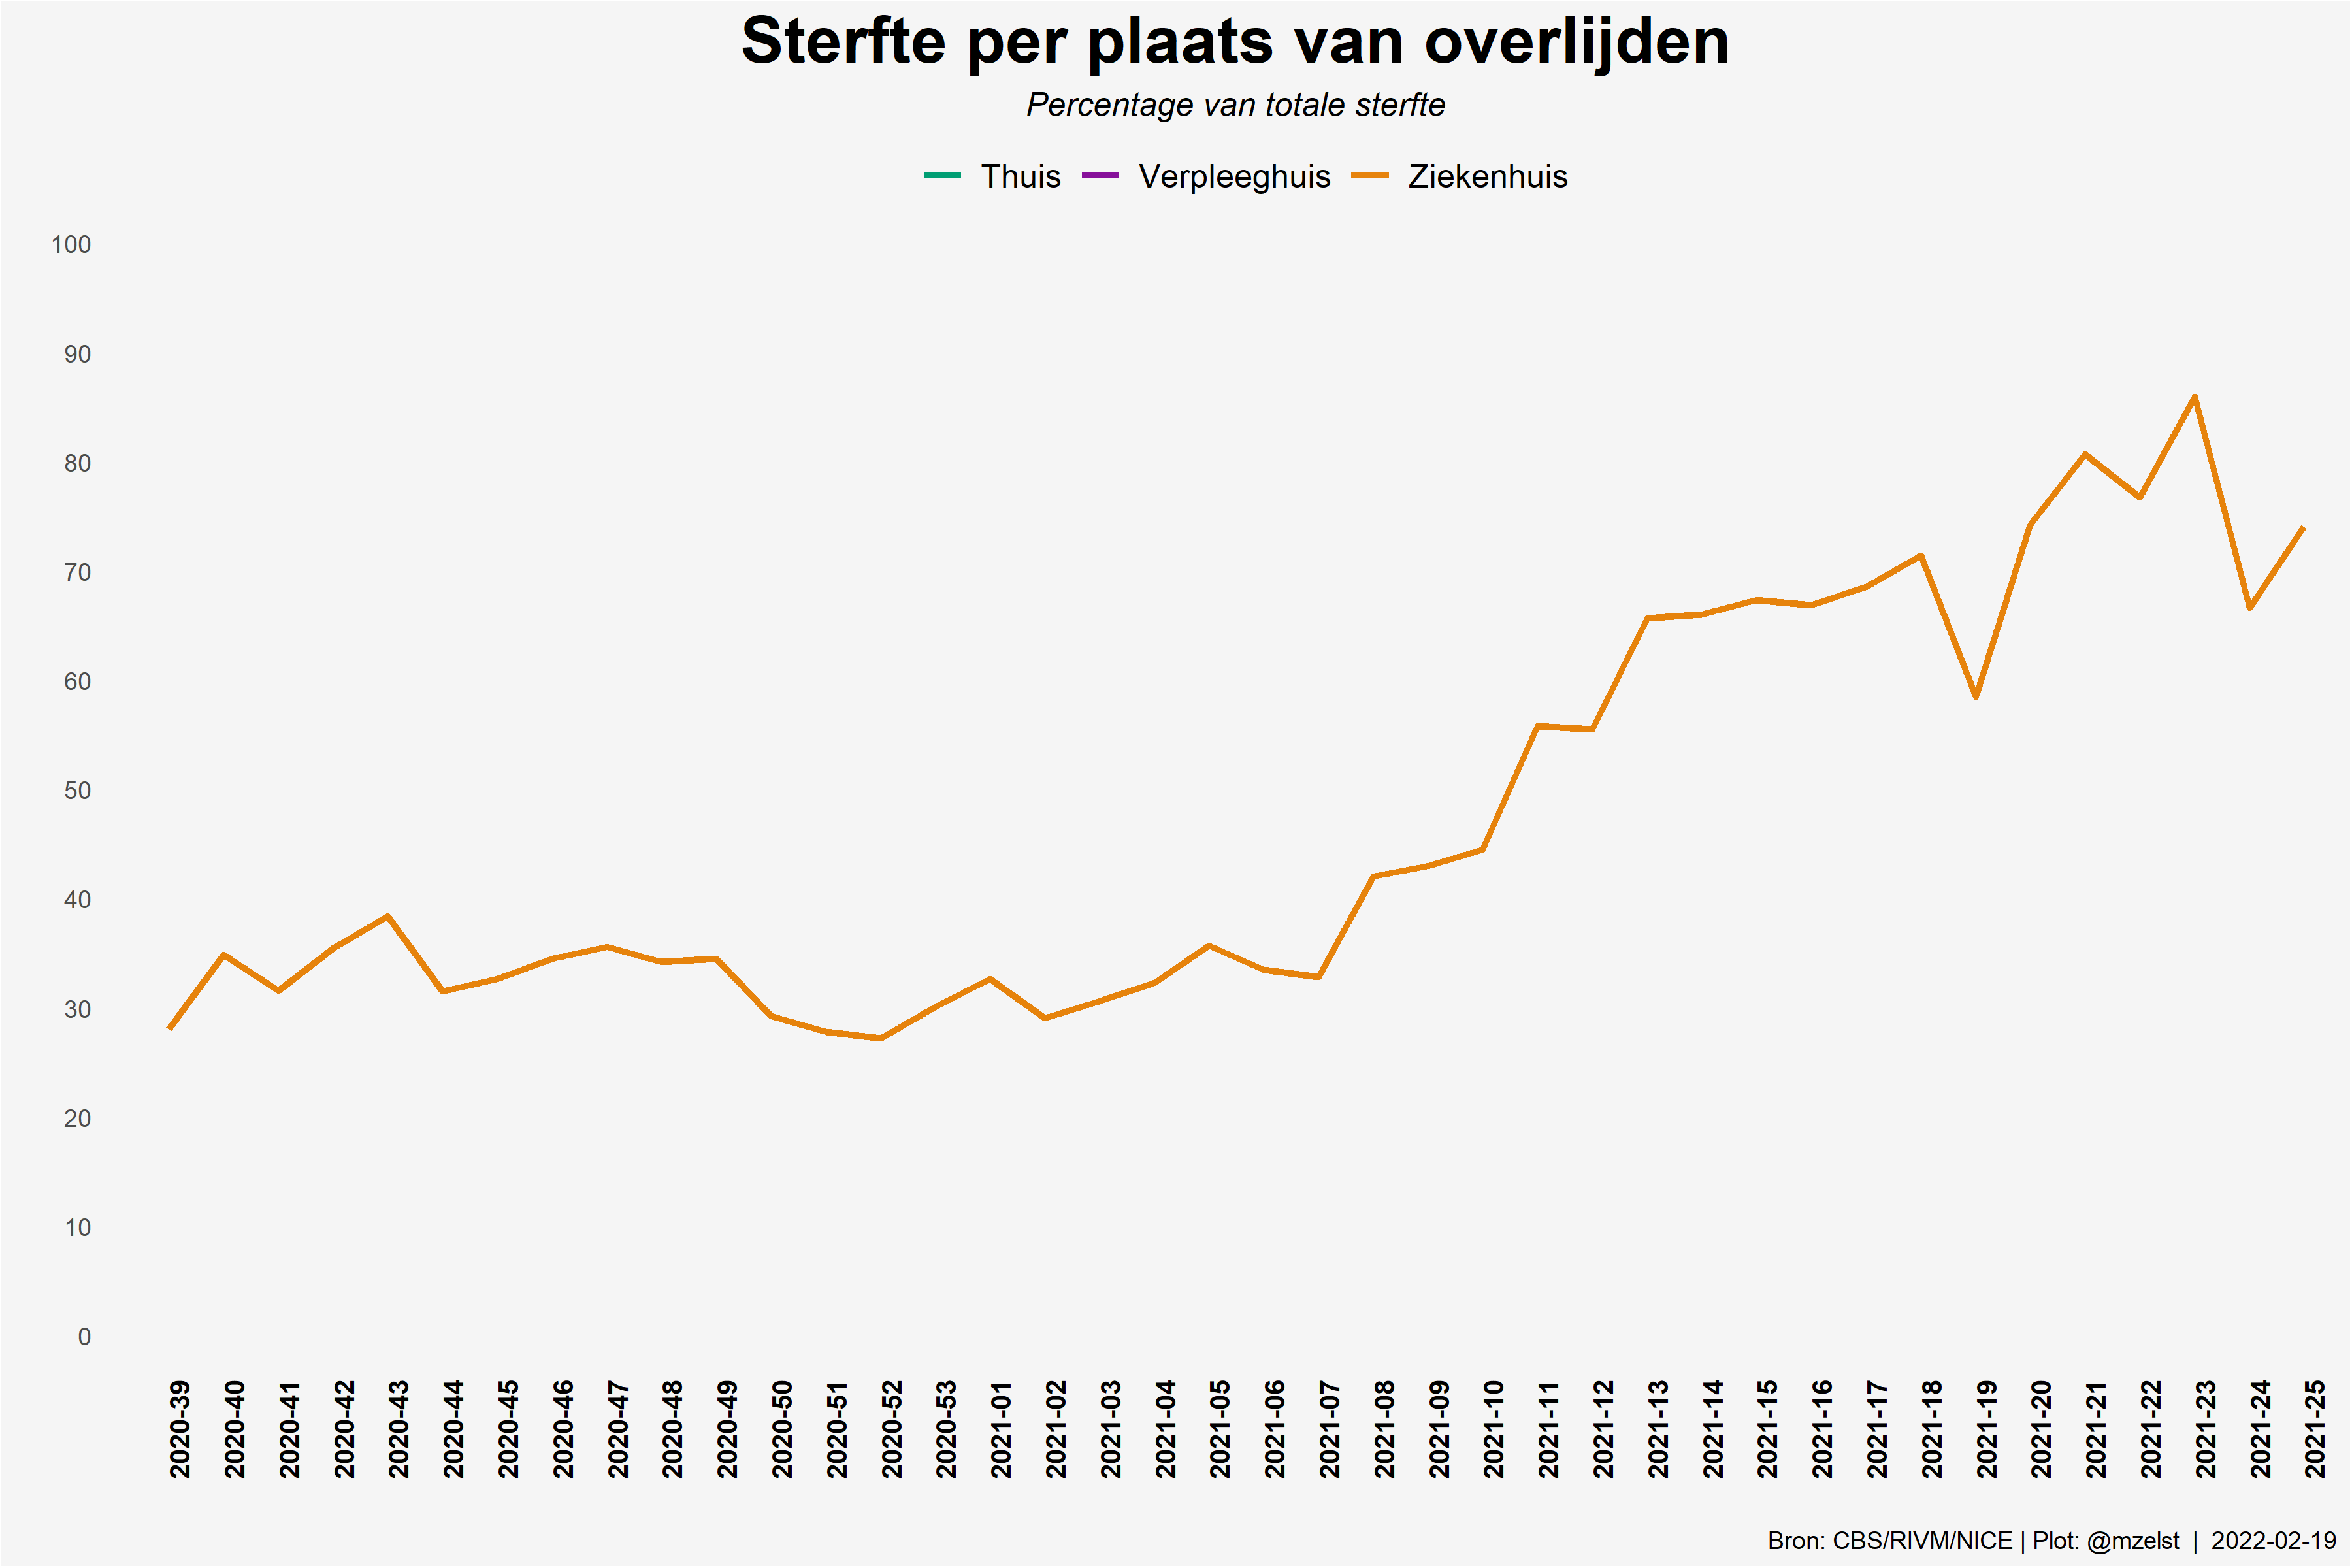 Sterfte per plaats van overlijden
Percentage van totale sterfte
Thuis Verpleeghuis Ziekenhuis
100
90
80
70
60
50
40
30
20
10
0
2020-39 2020-40 2020-41 2020-42 2020-43 2020-44 2020-45 2020-46 2020-47 2020-48 2020-49 2020-50 2020-51 2020-52 2020-53 2021-01 2021-02 2021-03 2021-04 2021-05 2021-06 2021-07 2021-08 2021-09 2021-10 2021-11 2021-12 2021-13 2021-14 2021-15 2021-16 2021-17 2021-18 2021-19 2021-20 2021-21 2021-22 2021-23 2021-24 2021-25
Bron: CBS/RIVM/NICE | Plot: @mzelst | 2022-02-19